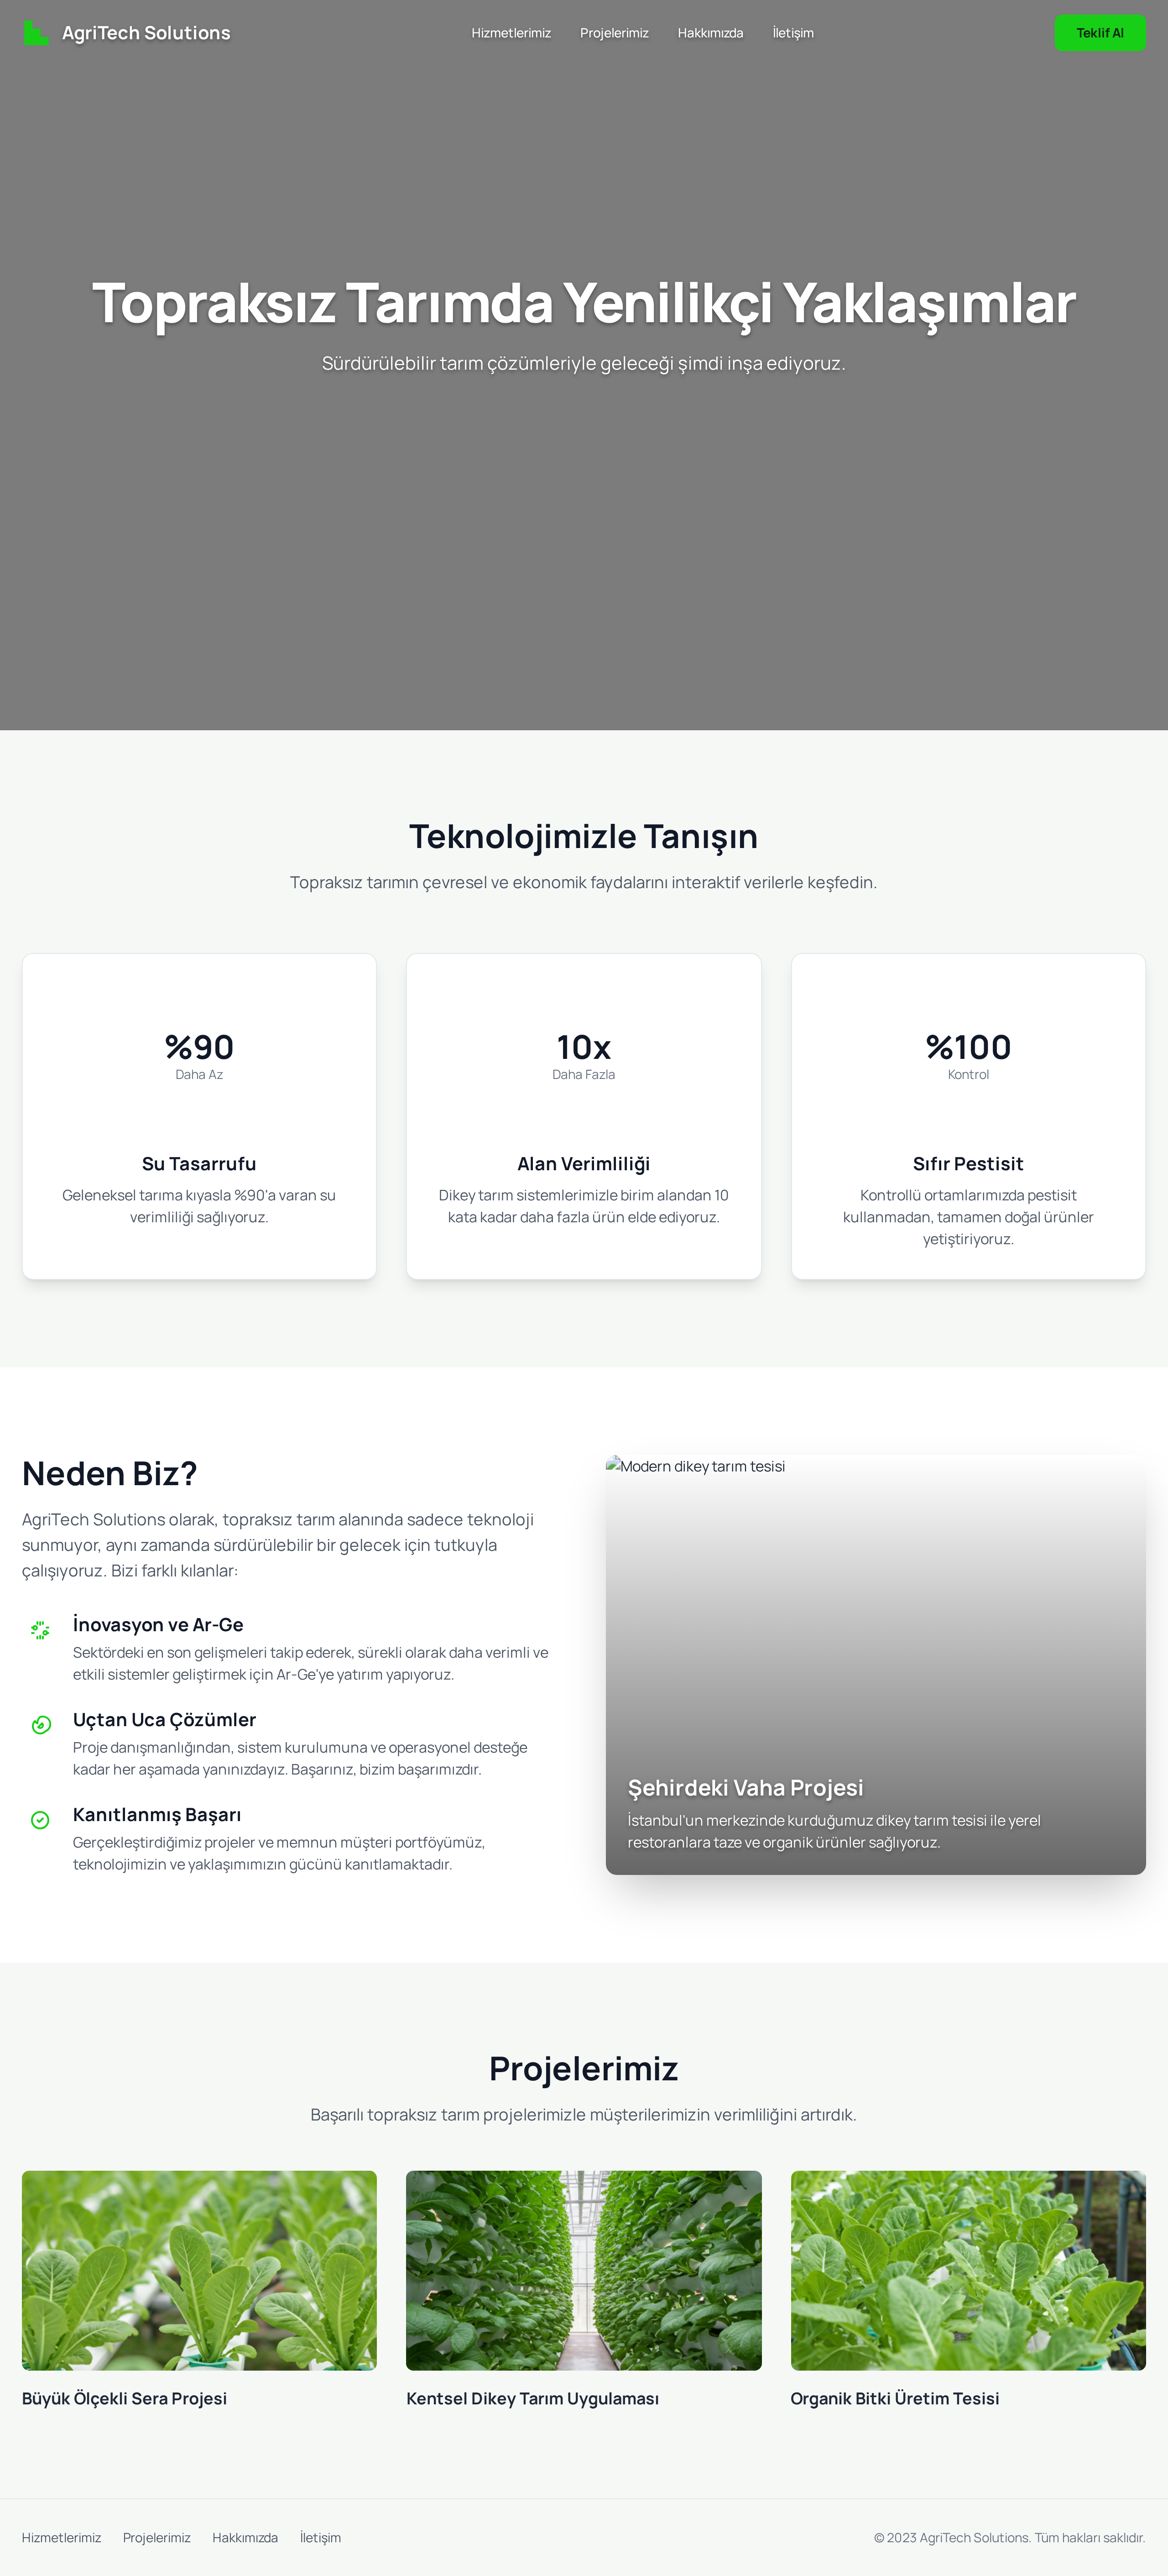 AgriTech Solutions
Hizmetlerimiz
Projelerimiz
Hakkımızda
İletişim
Teklif Al
Topraksız Tarımda Yenilikçi Yaklaşımlar
Sürdürülebilir tarım çözümleriyle geleceği şimdi inşa ediyoruz.
Teknolojimizle Tanışın
Topraksız tarımın çevresel ve ekonomik faydalarını interaktif verilerle keşfedin.
%90
Daha Az
Su Tasarrufu
Geleneksel tarıma kıyasla %90'a varan su
verimliliği sağlıyoruz.
10x
Daha Fazla
Alan Verimliliği
Dikey tarım sistemlerimizle birim alandan 10
kata kadar daha fazla ürün elde ediyoruz.
%100
Kontrol
Sıfır Pestisit
Kontrollü ortamlarımızda pestisit
kullanmadan, tamamen doğal ürünler
yetiştiriyoruz.
Neden Biz?
AgriTech Solutions olarak, topraksız tarım alanında sadece teknoloji
sunmuyor, aynı zamanda sürdürülebilir bir gelecek için tutkuyla
çalışıyoruz. Bizi farklı kılanlar:
İnovasyon ve Ar-Ge
Sektördeki en son gelişmeleri takip ederek, sürekli olarak daha verimli ve
etkili sistemler geliştirmek için Ar-Ge'ye yatırım yapıyoruz.
Uçtan Uca Çözümler
Proje danışmanlığından, sistem kurulumuna ve operasyonel desteğe
kadar her aşamada yanınızdayız. Başarınız, bizim başarımızdır.
Kanıtlanmış Başarı
Gerçekleştirdiğimiz projeler ve memnun müşteri portföyümüz,
teknolojimizin ve yaklaşımımızın gücünü kanıtlamaktadır.
Modern dikey tarım tesisi
Şehirdeki Vaha Projesi
İstanbul'un merkezinde kurduğumuz dikey tarım tesisi ile yerel
restoranlara taze ve organik ürünler sağlıyoruz.
Projelerimiz
Başarılı topraksız tarım projelerimizle müşterilerimizin verimliliğini artırdık.
Büyük Ölçekli Sera Projesi
Kentsel Dikey Tarım Uygulaması
Organik Bitki Üretim Tesisi
Hizmetlerimiz
Projelerimiz
Hakkımızda
İletişim
© 2023 AgriTech Solutions. Tüm hakları saklıdır.